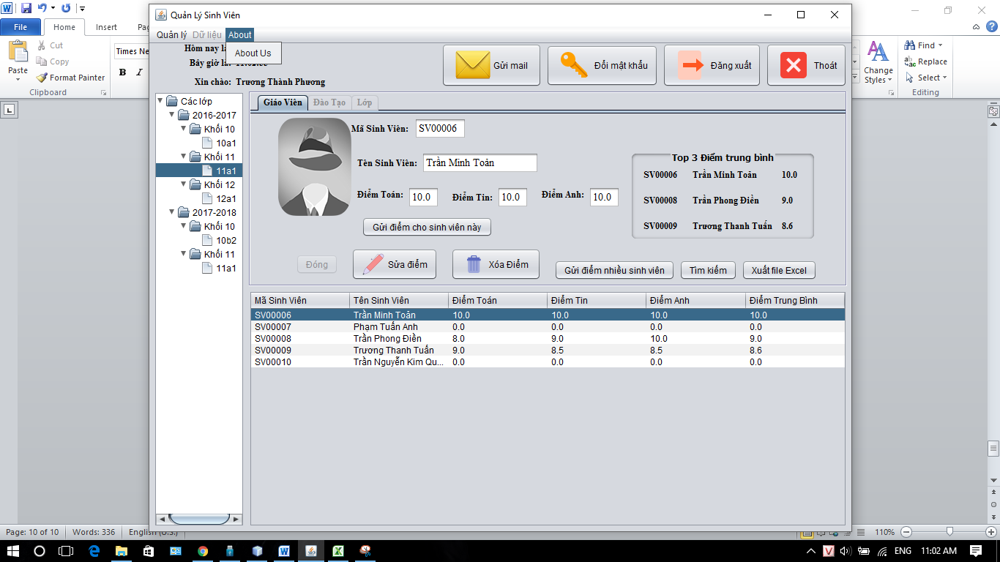 Quản Lý Sinh Viên
File Home Insert
Paste
Cut
Copy
Format Painter
Clipboard
Times Ne
B I
Quản lý Dữ liệu About
About Us
Hôm nay
Bây giờ là:
Xin chào: Trương Thành Phương
Gửi mail
Đổi mật khẩu
Đăng xuất
Thoát
Change
Styles
Find
Replace
Select
Editing
Các lớp
2016-2017
Khối 10
10a1
Khối 11
11a1
Khối 12
12a1
2017-2018
Khối 10
10b2
Khối 11
11a1
Giáo Viên Đào Tạo Lớp
Mã Sinh Viên: SV00006
Tên Sinh Viên: Trần Minh Toản
Điểm Toán: 10.0 Điểm Tin: 10.0 Điểm Anh: 10.0
Gửi điểm cho sinh viên này
Top 3 Điểm trung bình
SV00006 Trần Minh Toản 10.0
SV00008 Trần Phong Điền 9.0
SV00009 Trương Thanh Tuấn 8.6
Đóng Sửa điểm Xóa Điểm Gửi điểm nhiều sinh viên Tìm kiếm Xuất file Excel
Mã Sinh Viên Tên Sinh Viên Điểm Toán Điểm Tin Điểm Anh Điểm Trung Bình
SV00006 Trần Minh Toản 10.0 10.0 10.0 10.0
SV00007 Phạm Tuấn Anh 0.0 0.0 0.0 0.0
SV00008 Trần Phong Điền 8.0 9.0 10.0 9.0
SV00009 Trương Thanh Tuấn 9.0 8.5 8.5 8.6
SV00010 Trần Nguyễn Kim Qu... 0.0 0.0 0.0 0.0
Page: 10 of 10 Words: 336 English (U.S.) 110%
ENG 11:02 AM